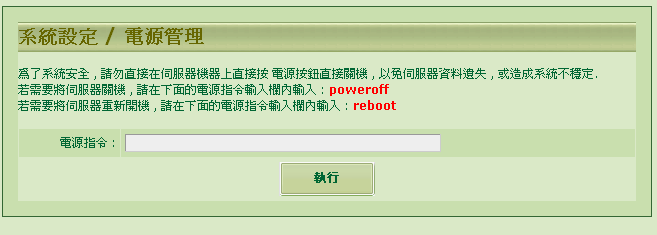 系統設定 / 電源管理
為了系統安全，請勿直接在伺服器機器上直接按 電源按鈕直接關機，以免伺服器資料遺失，或造成系統不穩定.
若需要將伺服器關機，請在下面的電源指令輸入欄內輸入：poweroff
若需要將伺服器重新開機，請在下面的電源指令輸入欄內輸入：reboot
電源指令：
執行